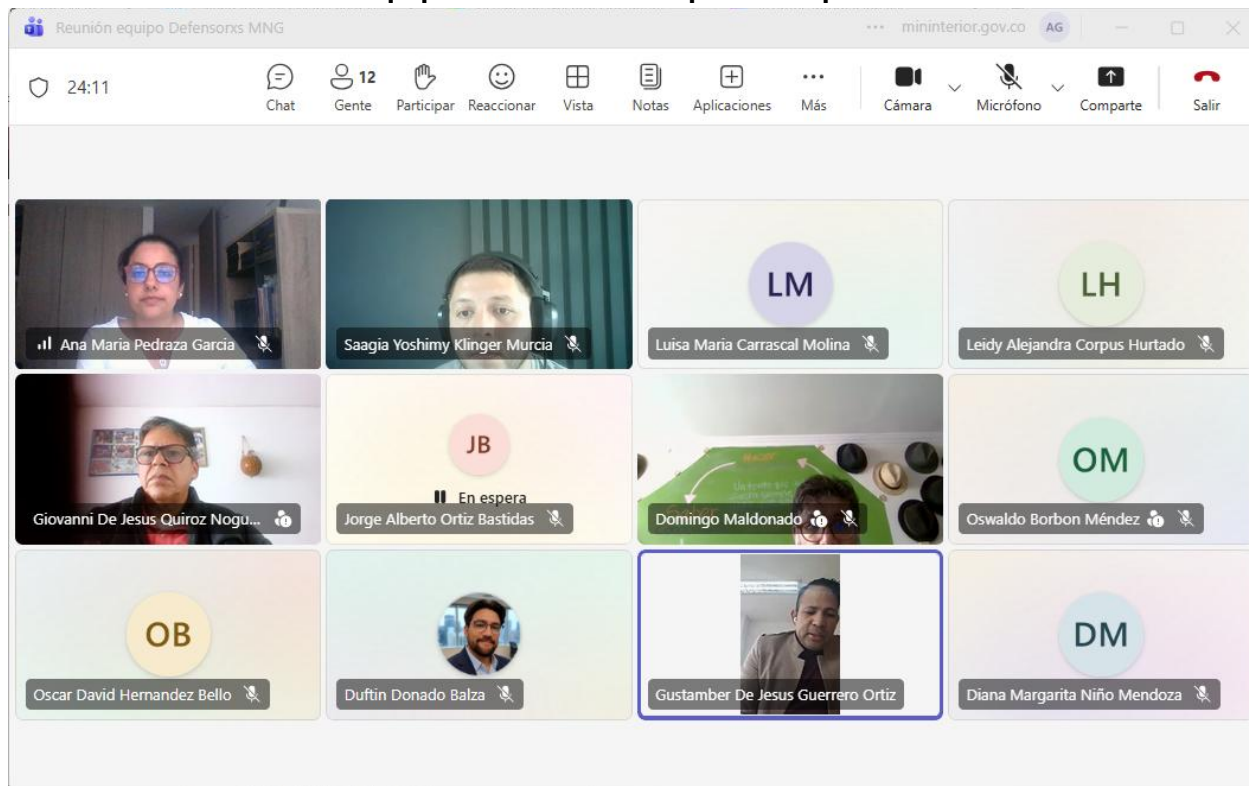 Reunión equipo Defensorxs MNG
mininterior.gov.co AG
24:11
Chat
12 Gente
Participar
Reaccionar
Vista
Notas
Aplicaciones
Más
Cámara
Micrófono
Comparte
Salir
Ana Maria Pedraza Garcia
Saagia Yoshimy Klinger Murcia
LM
Luisa Maria Carrascal Molina
LH
Leidy Alejandra Corpus Hurtado
Giovanni De Jesus Quiroz Nogu...
JB
En espera
Jorge Alberto Ortiz Bastidas
Domingo Maldonado
OM
Oswaldo Borbon Méndez
OB
Oscar David Hernandez Bello
Duftin Donado Balza
Gustamber De Jesus Guerrero Ortiz
DM
Diana Margarita Niño Mendoza